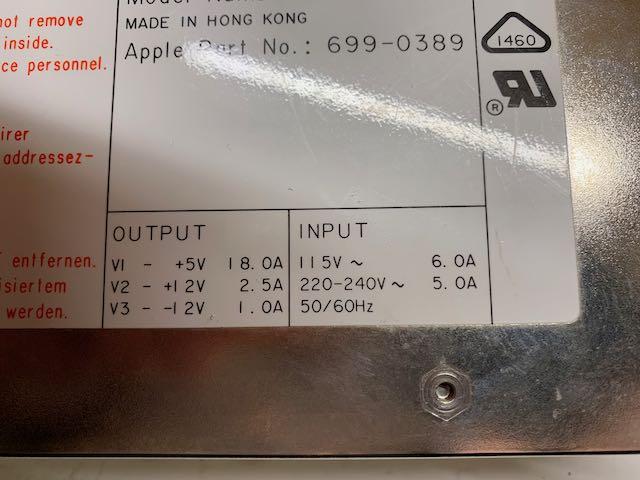 not remove
inside.
ce personnel.
irer
addressez-
entfernen.
isiertem
werden.
Model
MADE IN HONG KONG
Apple Part No.: 699-0389
1460
UR
®
OUTPUT
V1 - +5V 18.0A
V2 - +12V 2.5A
V3 - -12V 1.0A
INPUT
115V ~ 6.0A
220-240V ~ 5.0A
50/60Hz